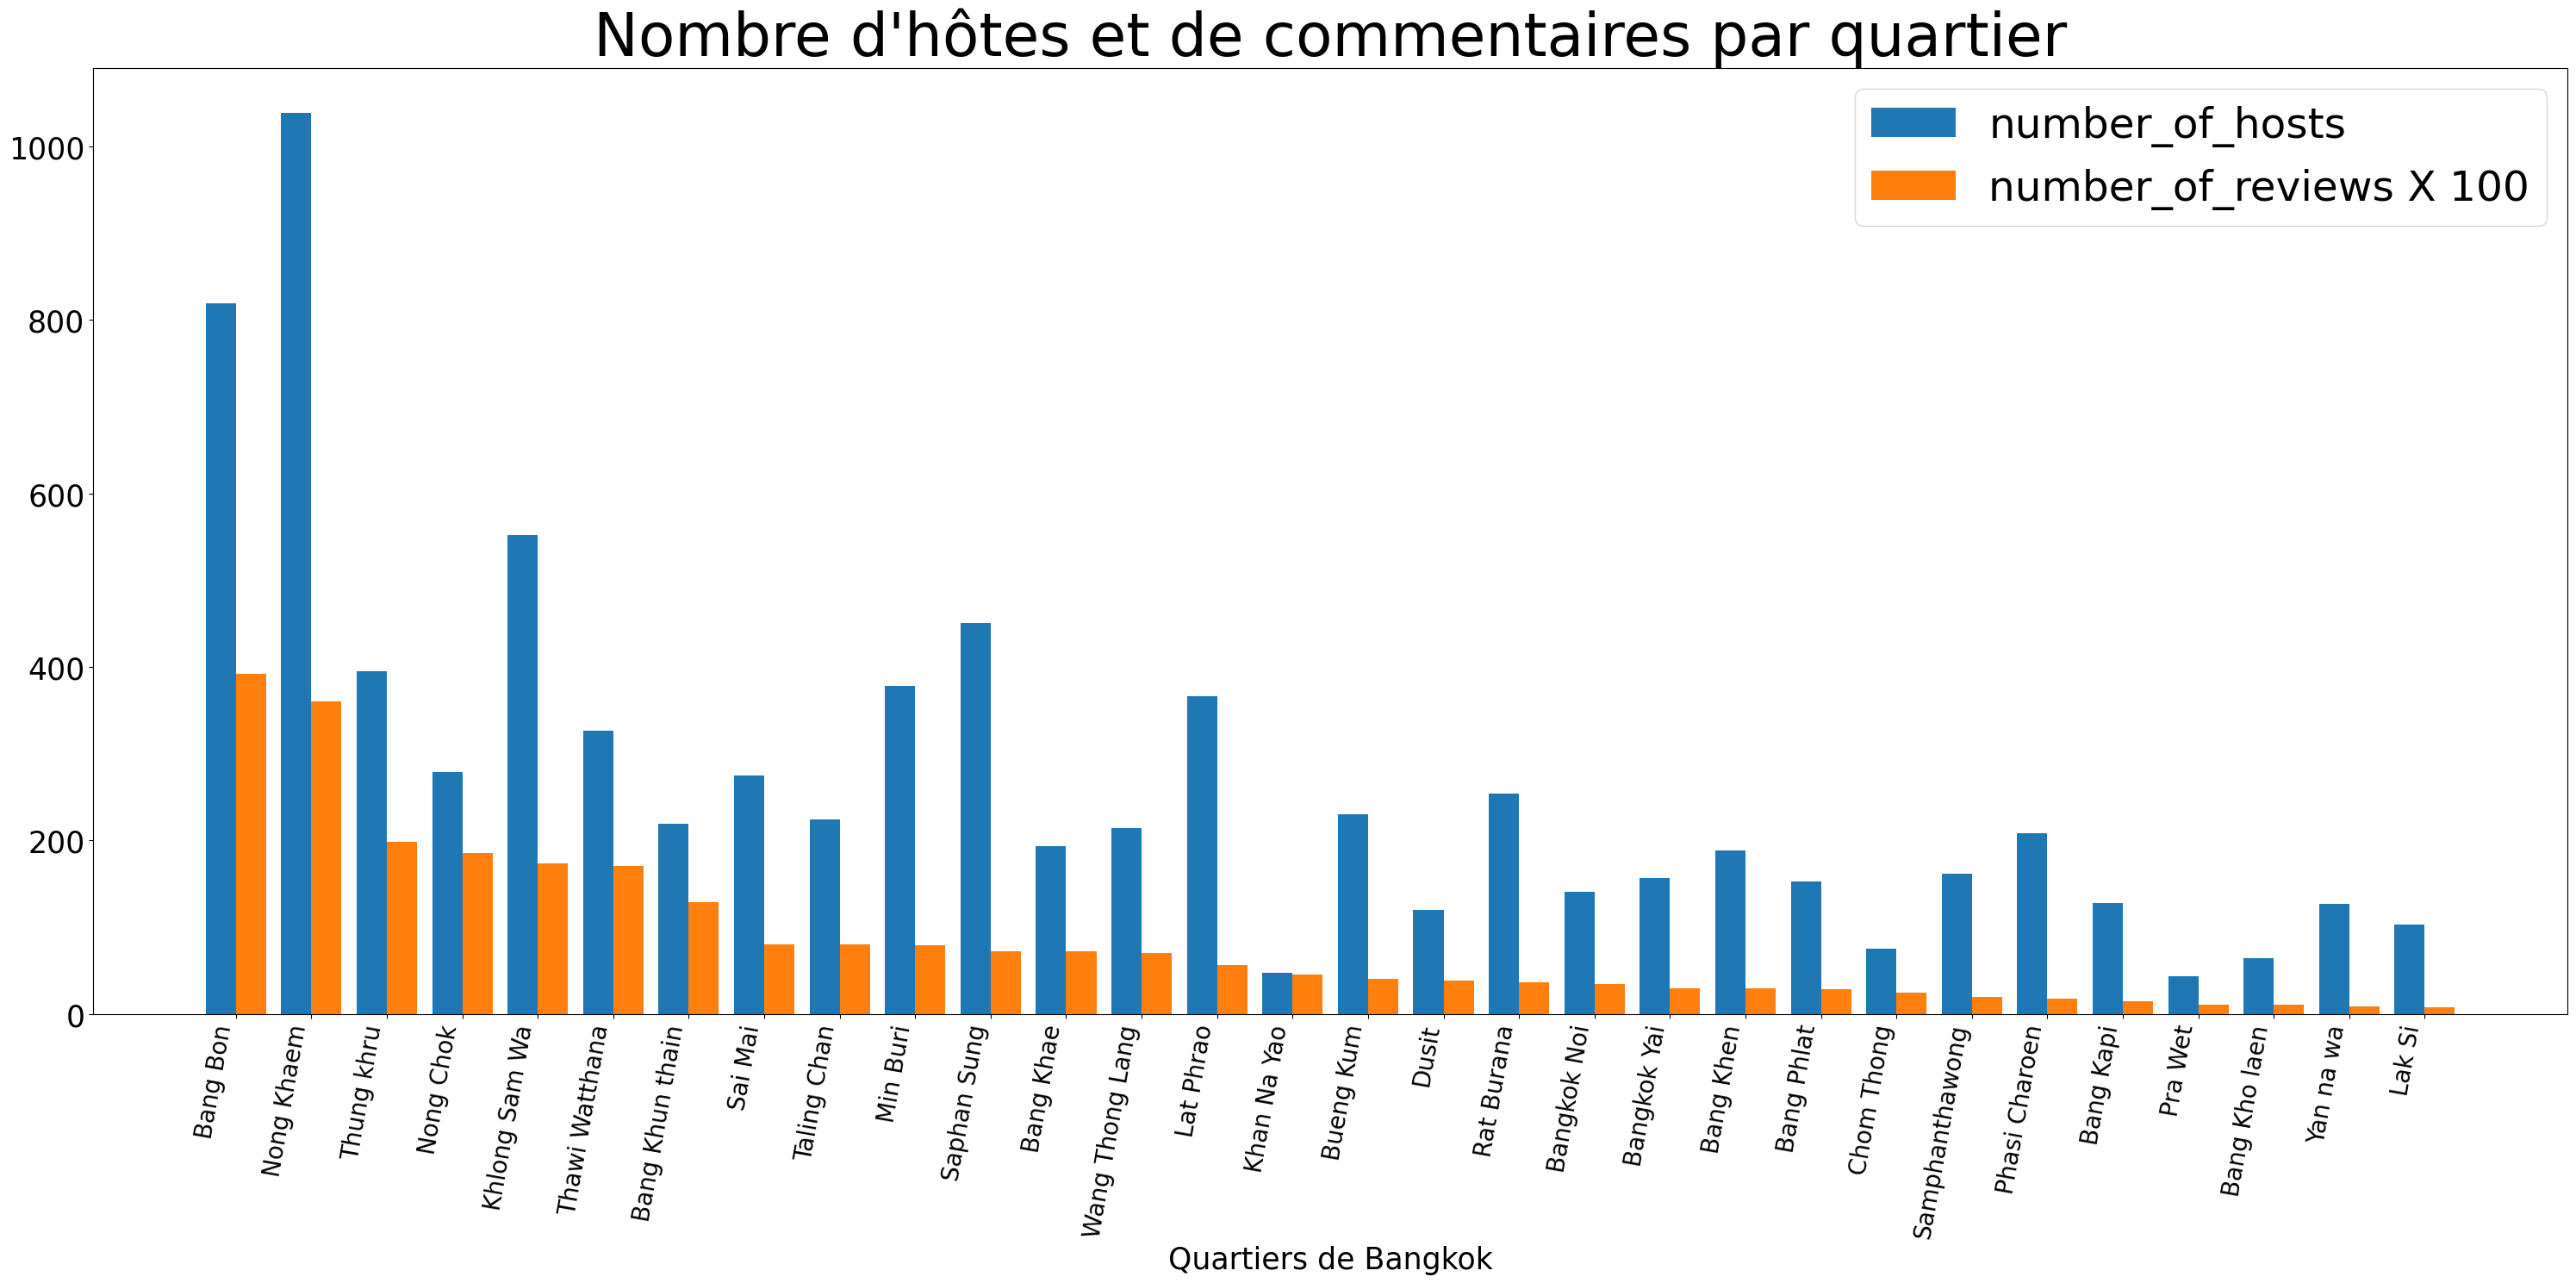 Nombre d'hôtes et de commentaires par quartier
number_of_hosts
number_of_reviews X 100
1000
800
600
400
200
0
Bang Bon
Nong Khaem
Thung khru
Nong Chok
Khlong Sam Wa
Thawi Watthana
Bang Khun thain
Sai Mai
Taling Chan
Min Buri
Saphan Sung
Bang Khae
Wang Thong Lang
Lat Phrao
Khan Na Yao
Bueng Kum
Dusit
Rat Burana
Bangkok Noi
Bangkok Yai
Bang Khen
Bang Phlat
Chom Thong
Samphanthawong
Phasi Charoen
Bang Kapi
Pra Wet
Bang Kho laen
Yan na wa
Lak Si
Quartiers de Bangkok